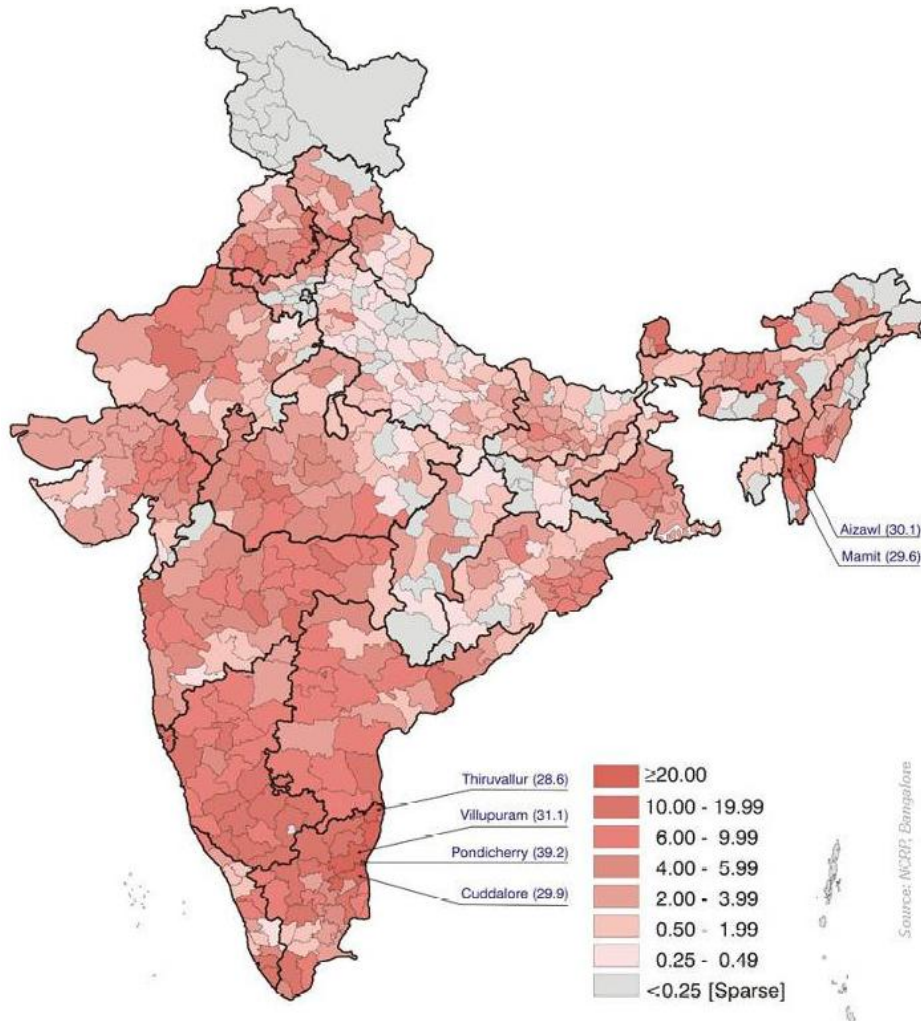 Aizawl (30.1)
Mamit (29.6)
Thiruvallur (28.6)
Villupuram (31.1)
Pondicherry (39.2)
Cuddalore (29.9)
≥20.00
10.00 - 19.99
6.00 - 9.99
4.00 - 5.99
2.00 - 3.99
0.50 - 1.99
0.25 - 0.49
<0.25 [Sparse]
Source: NCRP, Bangalore